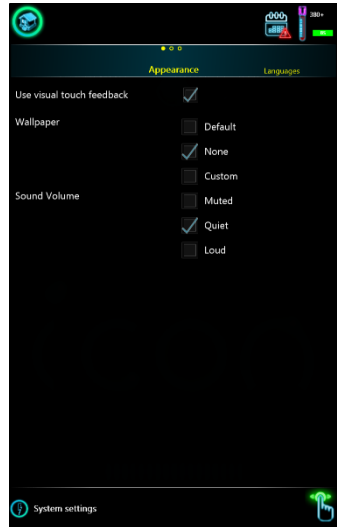 380+
Appearance
Languages
Use visual touch feedback
Wallpaper
Default
None
Custom
Sound Volume
Muted
Quiet
Loud
System settings